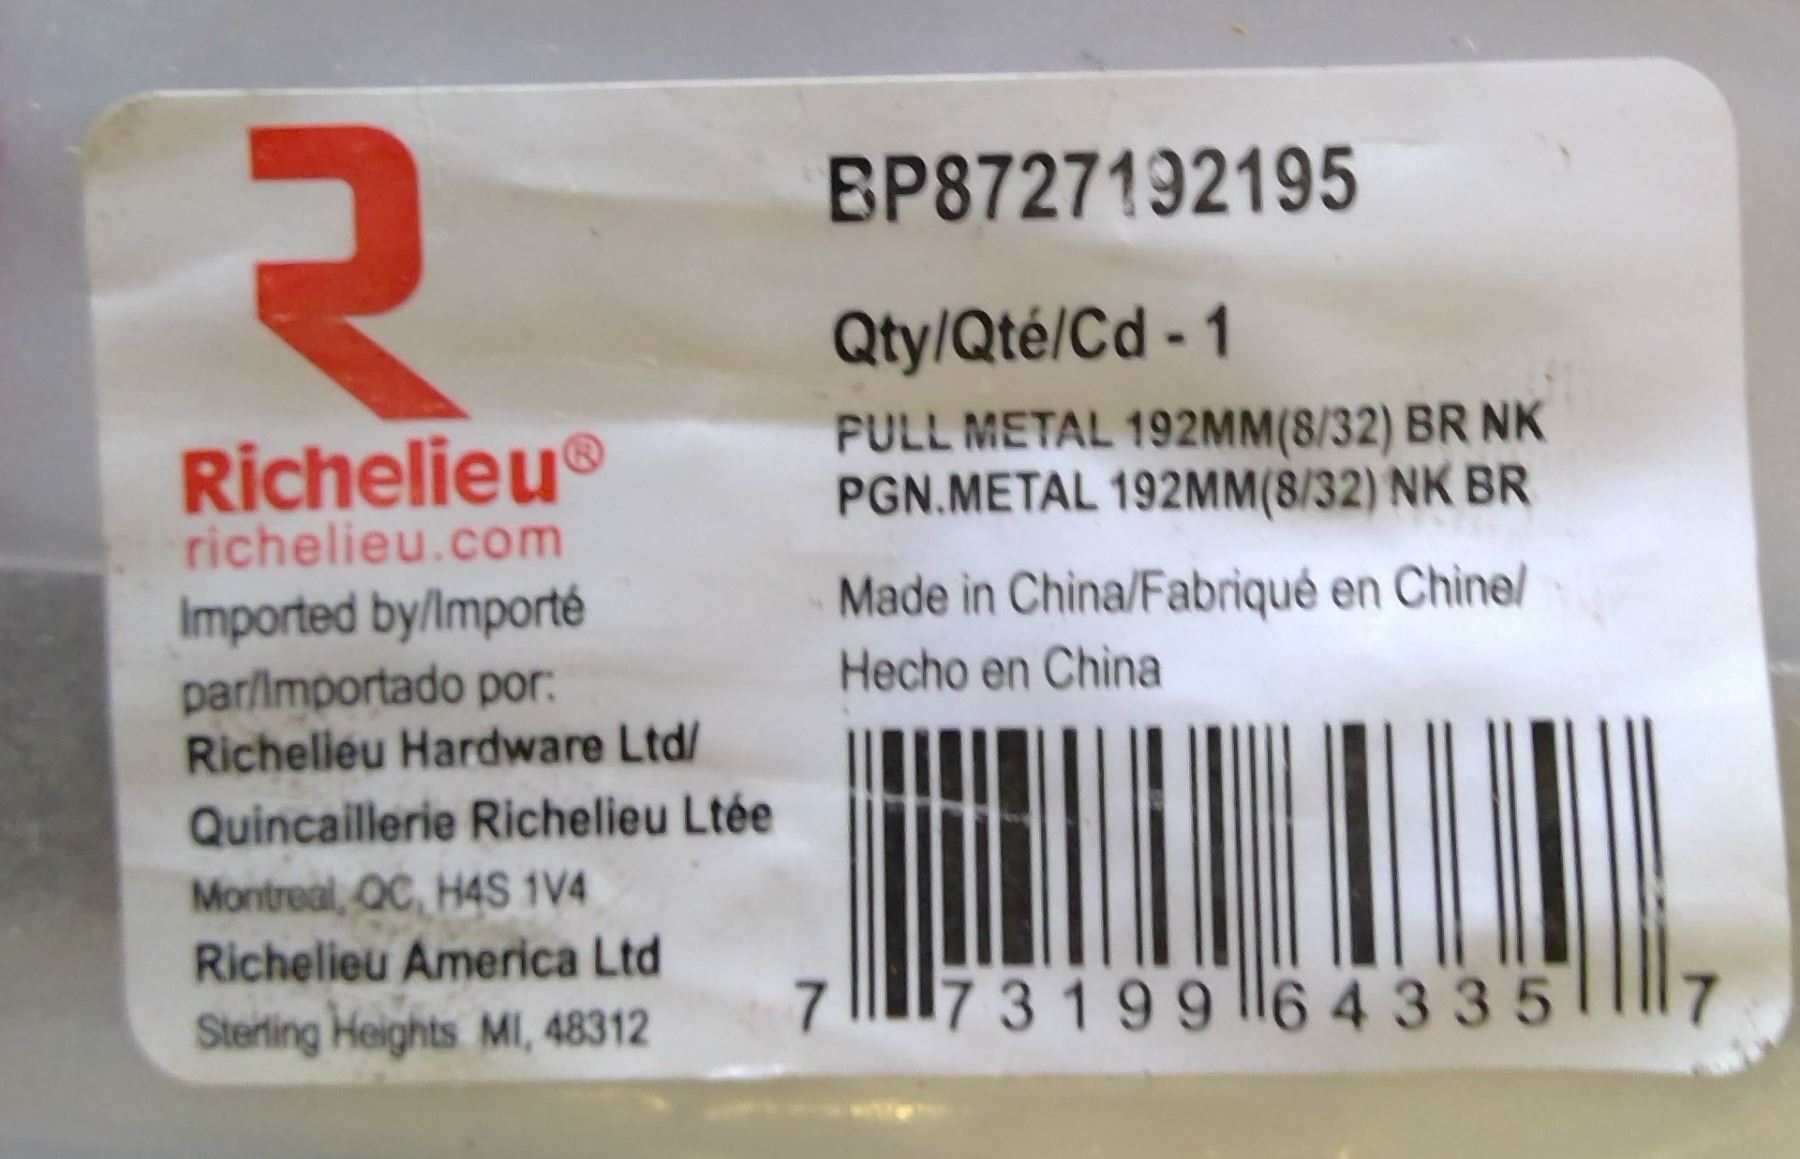 Richelieu®
richelieu.com
Imported by/Importé
par/Importado por:
Richelieu Hardware Ltd/
Quincaillerie Richelieu Ltée
Montreal, QC, H4S 1V4
Richelieu America Ltd
Sterling Heights MI, 48312
BP8727192195
Qty/Qté/Cd - 1
PULL METAL 192MM(8/32) BR NK
PGN.METAL 192MM(8/32) NK BR
Made in China/Fabriqué en Chine/
Hecho en China
7 73199 64335 7